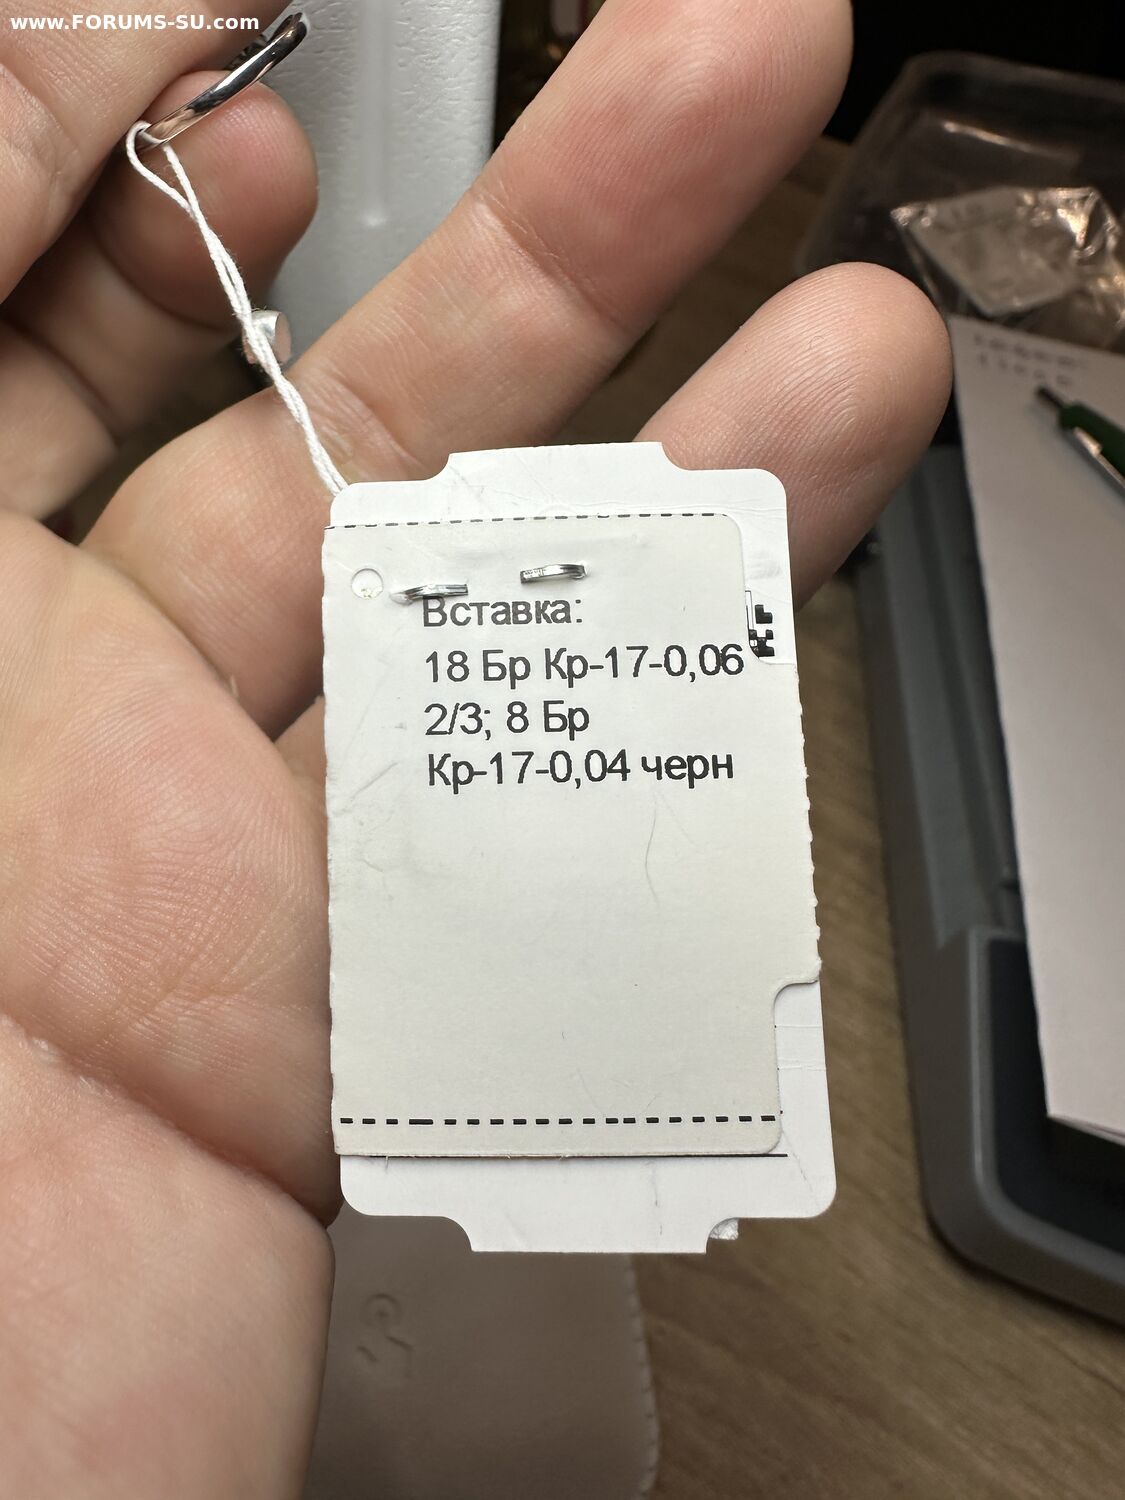 www.FORUMS-SU.com
Вставка:
18 Бр Кр-17-0,06
2/3; 8 Бр
Кр-17-0,04 черн